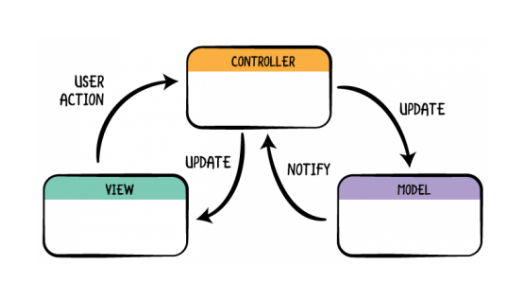 CONTROLLER
USER
ACTION
UPDATE
UPDATE
NOTIFY
VIEW
MODEL